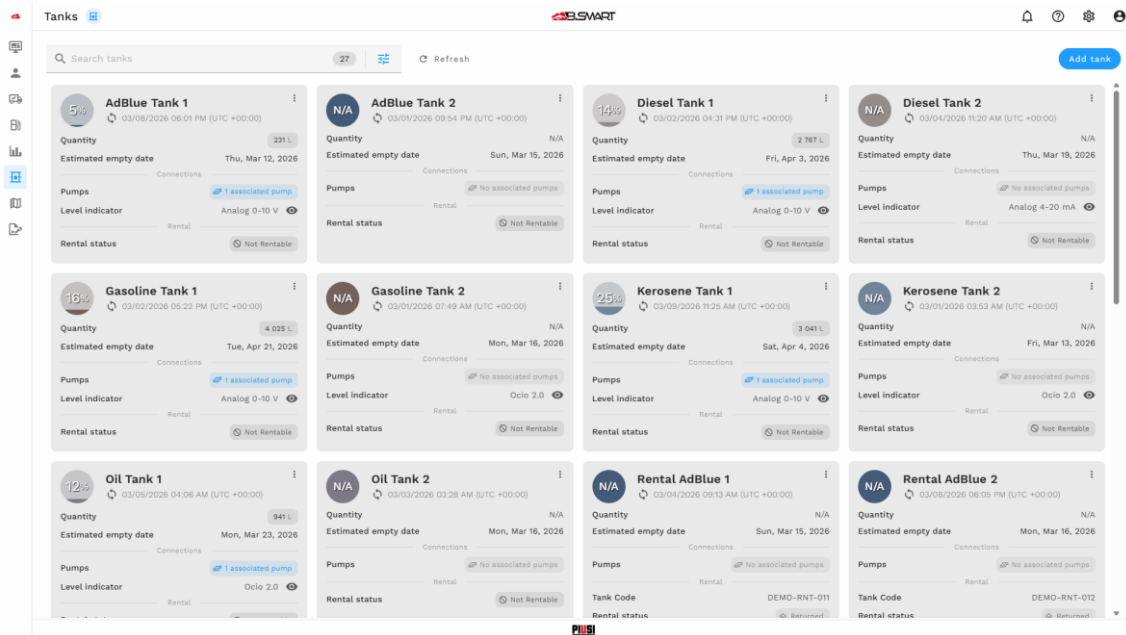 Tanks
B.SMART
Search tanks
27
Refresh
Add tank
5%
AdBlue Tank 1
03/08/2026 06:01 PM (UTC +00:00)
Quantity
231 L
Estimated empty date
Thu, Mar 12, 2026
Connections
Pumps
1 associated pump
Level indicator
Analog 0-10 V
Rental
Rental status
Not Rentable
N/A
AdBlue Tank 2
03/01/2026 09:54 PM (UTC +00:00)
Quantity
N/A
Estimated empty date
Sun, Mar 15, 2026
Connections
Pumps
No associated pumps
Rental
Rental status
Not Rentable
14%
Diesel Tank 1
03/02/2026 04:31 PM (UTC +00:00)
Quantity
2 767 L
Estimated empty date
Fri, Apr 3, 2026
Connections
Pumps
1 associated pump
Level indicator
Analog 0-10 V
Rental
Rental status
Not Rentable
N/A
Diesel Tank 2
03/04/2026 11:20 AM (UTC +00:00)
Quantity
N/A
Estimated empty date
Thu, Mar 19, 2026
Connections
Pumps
No associated pumps
Level indicator
Analog 4-20 mA
Rental
Rental status
Not Rentable
16%
Gasoline Tank 1
03/02/2026 05:22 PM (UTC +00:00)
Quantity
4 025 L
Estimated empty date
Tue, Apr 21, 2026
Connections
Pumps
1 associated pump
Level indicator
Analog 0-10 V
Rental
Rental status
Not Rentable
N/A
Gasoline Tank 2
03/01/2026 07:49 AM (UTC +00:00)
Quantity
N/A
Estimated empty date
Mon, Mar 16, 2026
Connections
Pumps
No associated pumps
Level indicator
Ocio 2.0
Rental
Rental status
Not Rentable
25%
Kerosene Tank 1
03/09/2026 11:25 AM (UTC +00:00)
Quantity
3 041 L
Estimated empty date
Sat, Apr 4, 2026
Connections
Pumps
1 associated pump
Level indicator
Analog 0-10 V
Rental
Rental status
Not Rentable
N/A
Kerosene Tank 2
03/01/2026 03:53 AM (UTC +00:00)
Quantity
N/A
Estimated empty date
Fri, Mar 13, 2026
Connections
Pumps
No associated pumps
Level indicator
Ocio 2.0
Rental
Rental status
Not Rentable
12%
Oil Tank 1
03/05/2026 04:06 AM (UTC +00:00)
Quantity
941 L
Estimated empty date
Mon, Mar 23, 2026
Connections
Pumps
1 associated pump
Level indicator
Ocio 2.0
Rental
N/A
Oil Tank 2
03/03/2026 03:28 AM (UTC +00:00)
Quantity
N/A
Estimated empty date
Mon, Mar 16, 2026
Connections
Pumps
No associated pumps
Rental
Rental status
Not Rentable
N/A
Rental AdBlue 1
03/04/2026 09:13 AM (UTC +00:00)
Quantity
N/A
Estimated empty date
Sun, Mar 15, 2026
Connections
Pumps
No associated pumps
Rental
Tank Code
DEMO-RNT-011
Rental status
Returned
N/A
Rental AdBlue 2
03/08/2026 06:05 PM (UTC +00:00)
Quantity
N/A
Estimated empty date
Mon, Mar 16, 2026
Connections
Pumps
No associated pumps
Rental
Tank Code
DEMO-RNT-012
Rental status
Returned
PIUSI